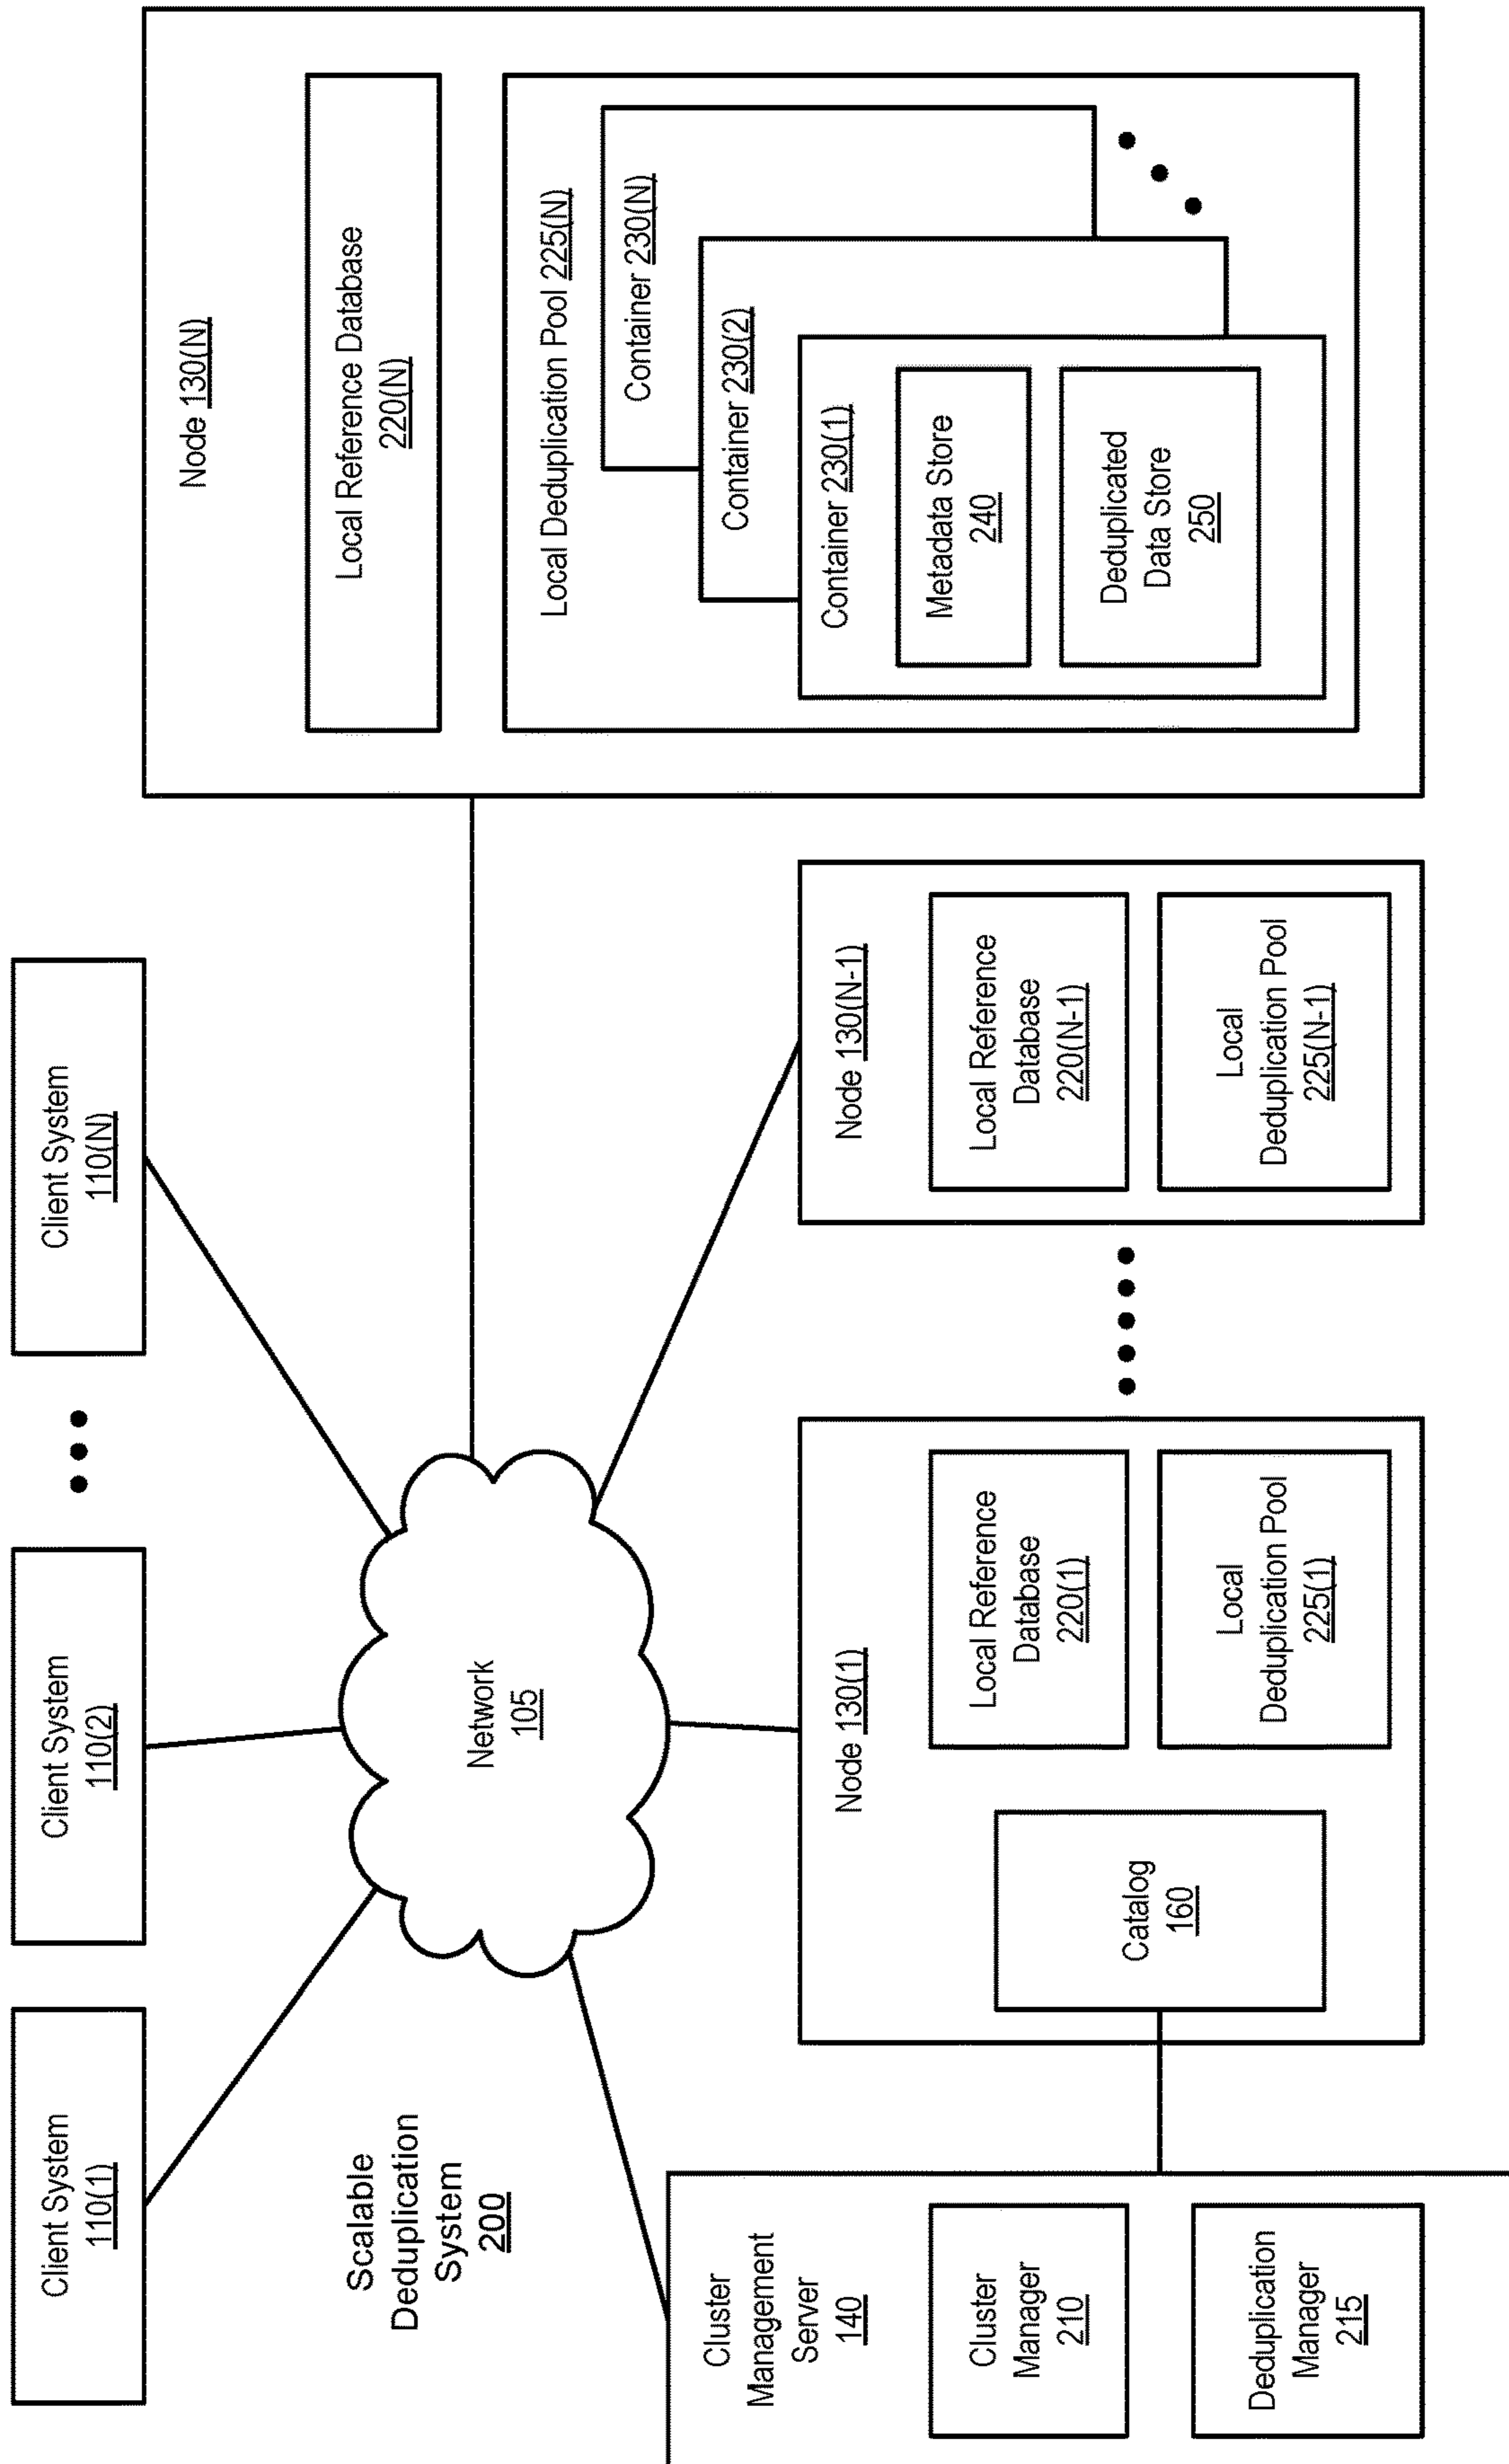 Client System
110(1)
Client System
110(2)
Client System
110(N)
Scalable
Deduplication
System
200
Network
105
Cluster
Management
Server
140
Cluster
Manager
210
Deduplication
Manager
215
Node 130(1)
Catalog
160
Local Reference
Database
220(1)
Local
Deduplication Pool
225(1)
Node 130(N-1)
Local Reference
Database
220(N-1)
Local
Deduplication Pool
225(N-1)
Node 130(N)
Local Reference Database
220(N)
Local Deduplication Pool 225(N)
Container 230(N)
Container 230(2)
Container 230(1)
Metadata Store
240
Deduplicated
Data Store
250